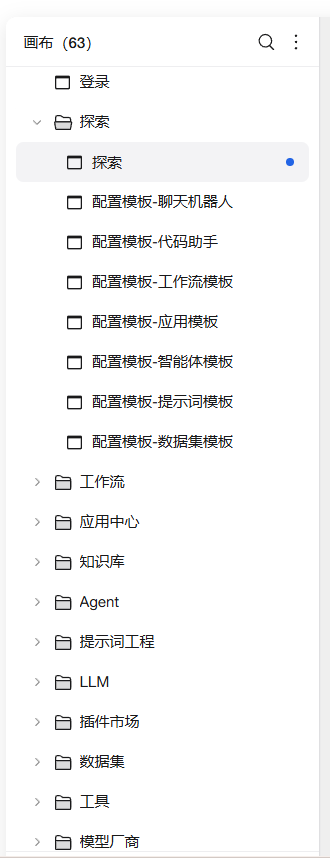 画布（63）
登录
探索
探索
配置模板-聊天机器人
配置模板-代码助手
配置模板-工作流模板
配置模板-应用模板
配置模板-智能体模板
配置模板-提示词模板
配置模板-数据集模板
工作流
应用中心
知识库
Agent
提示词工程
LLM
插件市场
数据集
工具
模型厂商